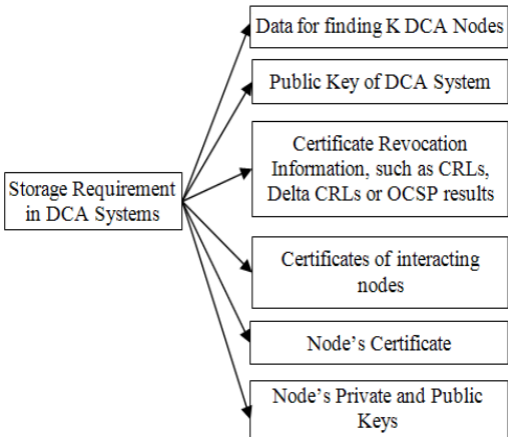 Data for finding K DCA Nodes
Public Key of DCA System
Certificate Revocation
Information, such as CRLs,
Delta CRLs or OCSP results
Storage Requirement
in DCA Systems
Certificates of interacting
nodes
Node's Certificate
Node's Private and Public
Keys